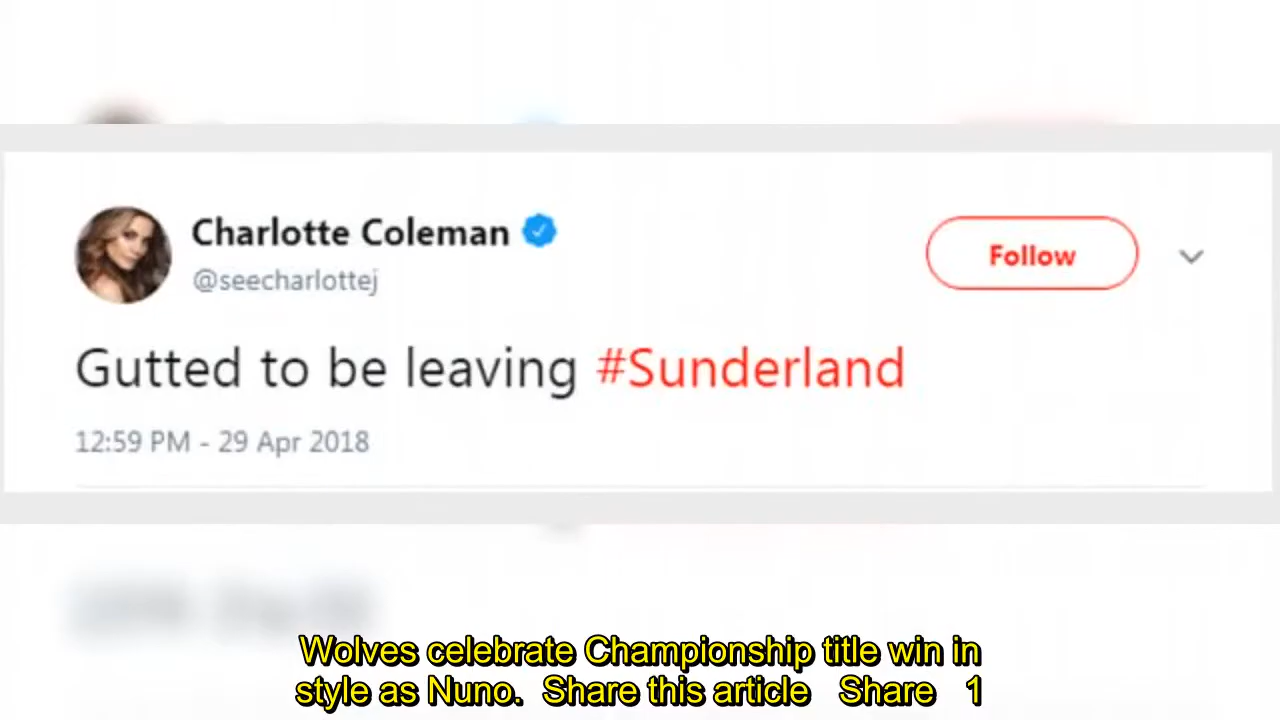 Charlotte Coleman
@seecharlottej
Follow
Gutted to be leaving #Sunderland
12:59 PM - 29 Apr 2018
Wolves celebrate Championship title win in
style as Nuno.  Share this article   Share   1